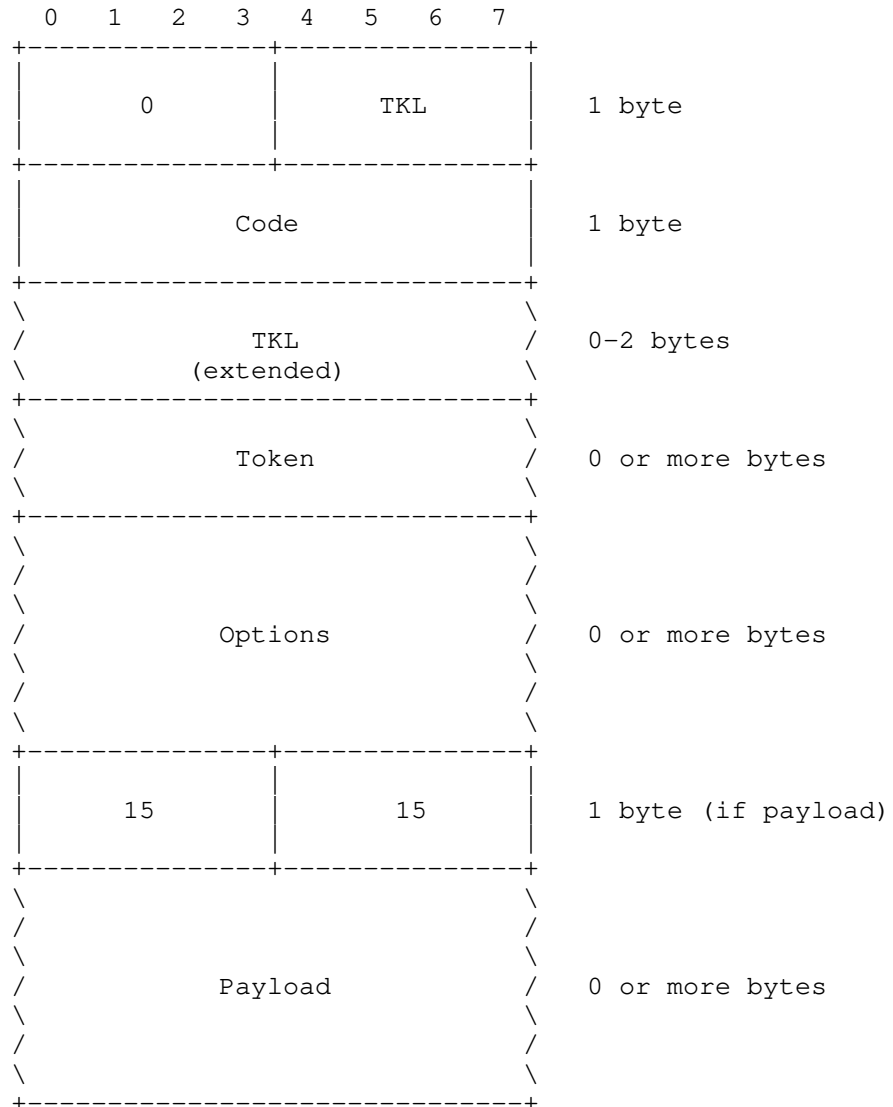 0 1 2 3 4 5 6 7
0 TKL 1 byte
Code 1 byte
TKL 0-2 bytes
(extended)
Token 0 or more bytes
Options 0 or more bytes
15 15 1 byte (if payload)
Payload 0 or more bytes